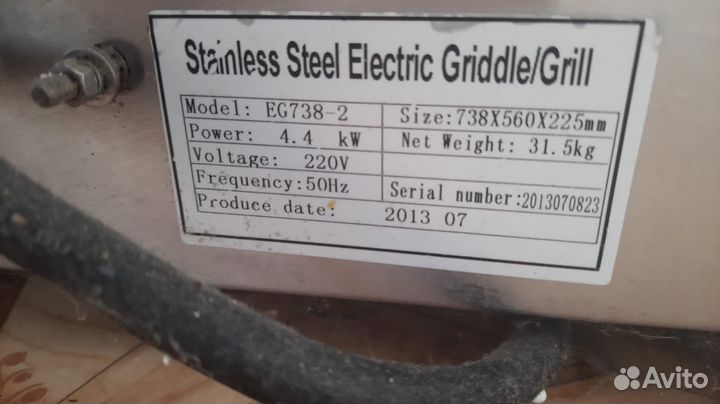 Stainless Steel Electric Griddle/Grill
Model: EG738-2 Size:738X560X225mm
Power: 4.4 kW Net Weight: 31.5kg
Voltage: 220V
Frequency:50Hz Serial number:2013070823
Produce date: 2013 07
Avito